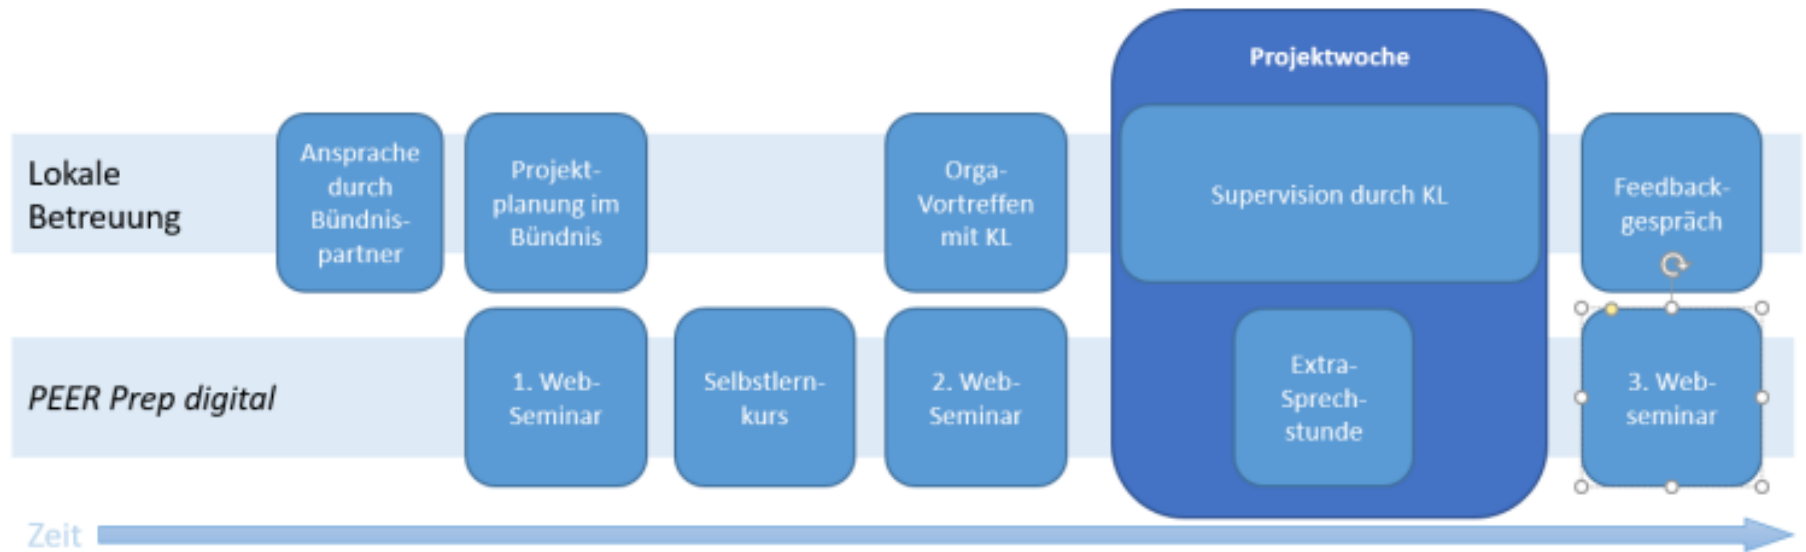 Projektwoche
Lokale
Betreuung
Ansprache
durch
Bündnis-
partner
Projekt-
planung im
Bündnis
Orga-
Vortreffen
mit KL
Supervision durch KL
Feedback-
gespräch
PEER Prep digital
1. Web-
Seminar
Selbstlern-
kurs
2. Web-
Seminar
Extra-
Sprech-
stunde
3. Web-
seminar
Zeit